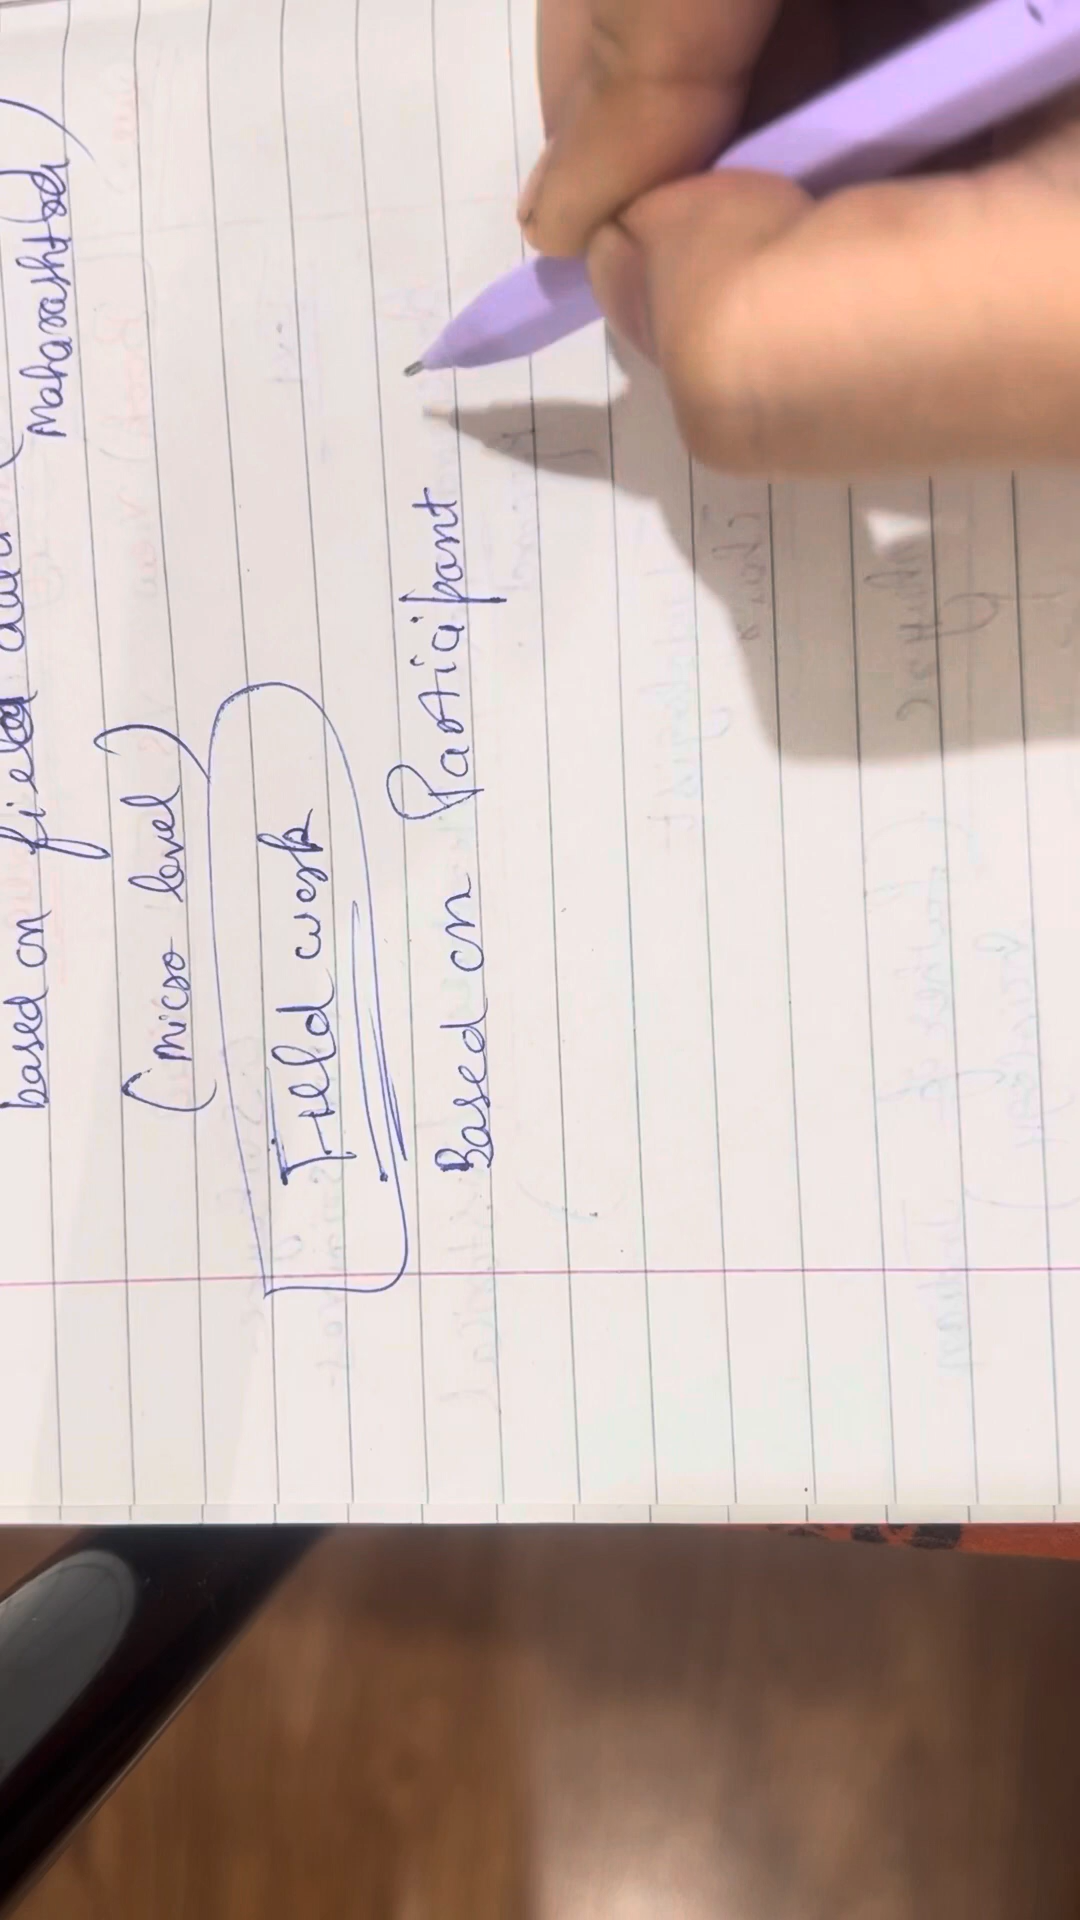 based on field
Maharashtra)
(micro level)
Field work
Based on Participant